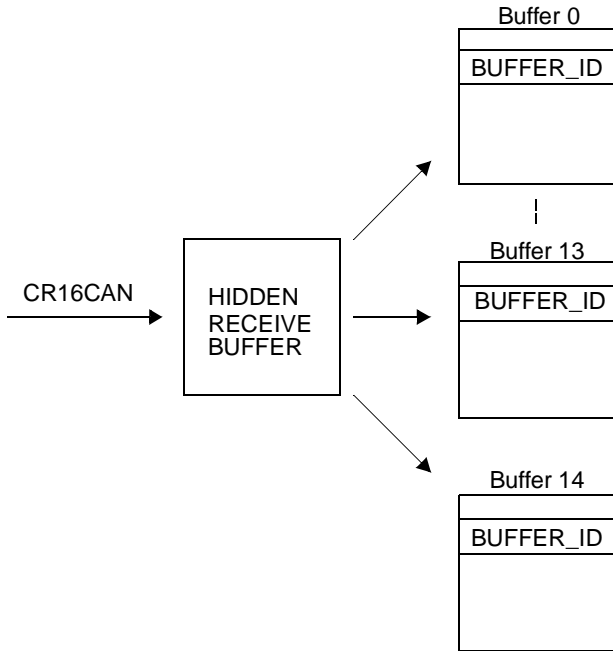 Buffer 0
BUFFER_ID
Buffer 13
CR16CAN
HIDDEN
RECEIVE
BUFFER
BUFFER_ID
Buffer 14
BUFFER_ID